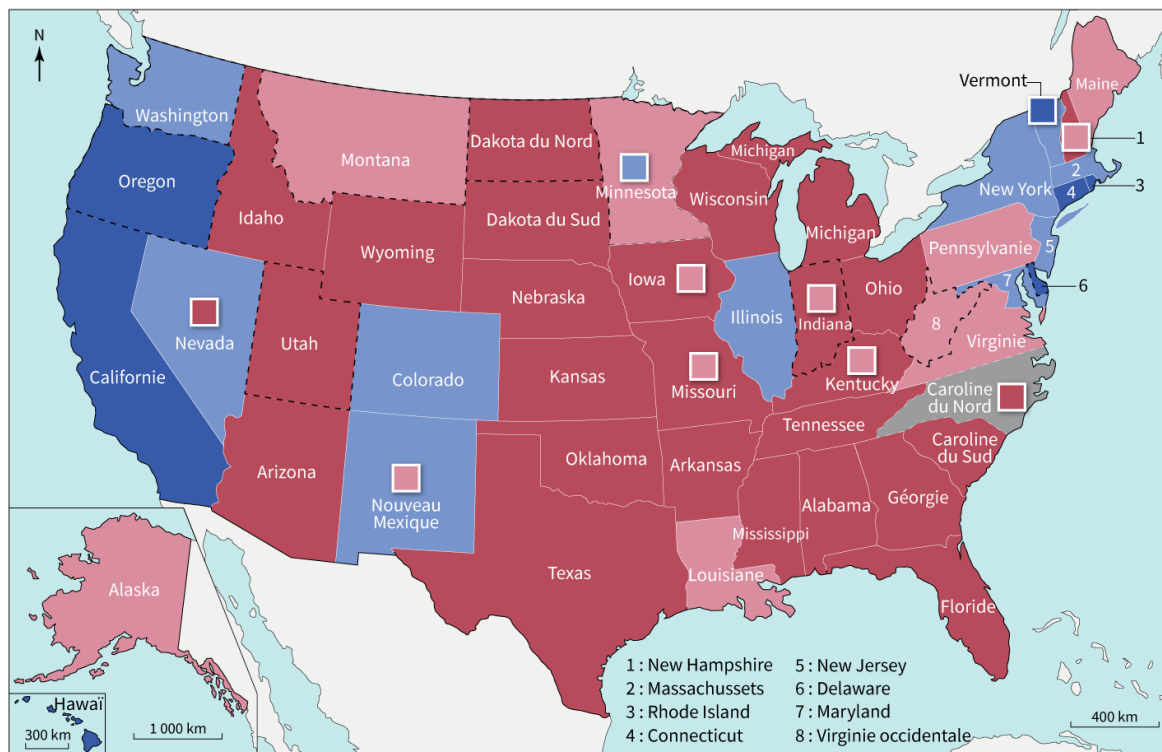 N
Vermont
Maine
Washington
1
Dakota du Nord
Michigan
Montana
Minnesota
2
Oregon
Wisconsin
New York
4
3
Idaho
Dakota du Sud
Michigan
Wyoming
Pennsylvanie
5
Iowa
Ohio
7
Nebraska
6
Illinois
Indiana
8
Nevada
Utah
Virginie
Californie
Colorado
Kansas
Missouri
Kentucky
Caroline
du Nord
Tennessee
Arizona
Oklahoma
Arkansas
Caroline
du Sud
Nouveau
Mexique
Alabama
Géorgie
Mississippi
Texas
Louisiane
Alaska
Floride
1 : New Hampshire
2 : Massachussets
3 : Rhode Island
4 : Connecticut
5 : New Jersey
6 : Delaware
7 : Maryland
8 : Virginie occidentale
Hawaï
300 km
1 000 km
400 km